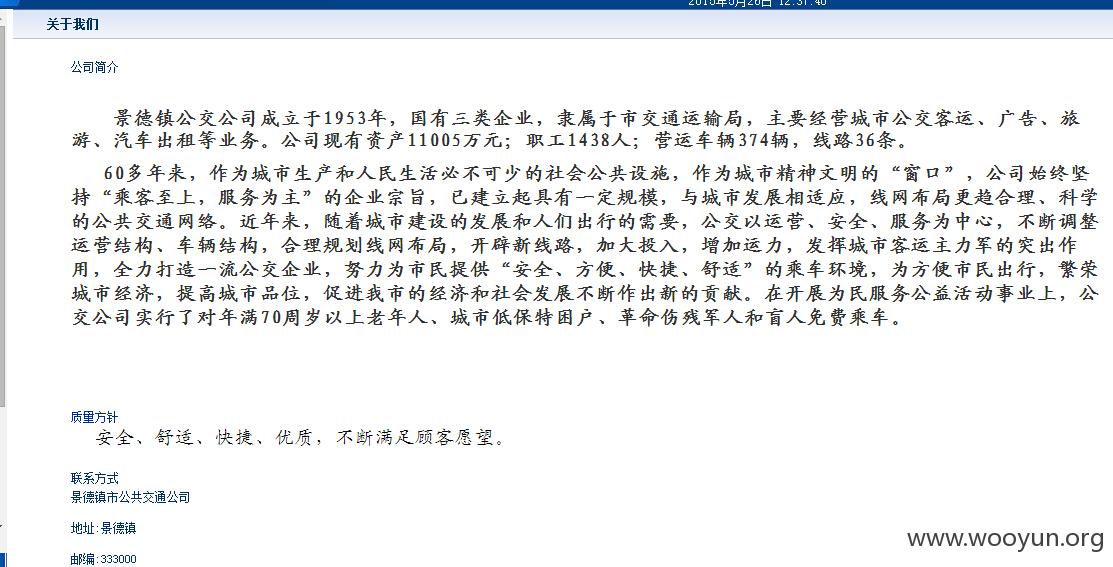 2015年5月26日 12:37:40
关于我们
公司简介
景德镇公交公司成立于1953年，国有三类企业，隶属于市交通运输局，主要经营城市公交客运、广告、旅
游、汽车出租等业务。公司现有资产11005万元；职工1438人；营运车辆374辆，线路36条。
60多年来，作为城市生产和人民生活必不可少的社会公共设施，作为城市精神文明的“窗口”，公司始终坚
持“乘客至上，服务为主”的企业宗旨，已建立起具有一定规模，与城市发展相适应，线网布局更趋合理、科学
的公共交通网络。近年来，随着城市建设的发展和人们出行的需要，公交以运营、安全、服务为中心，不断调整
运营结构、车辆结构，合理规划线网布局，开辟新线路，加大投入，增加运力，发挥城市客运主力军的突出作
用，全力打造一流公交企业，努力为市民提供“安全、方便、快捷、舒适”的乘车环境，为方便市民出行，繁荣
城市经济，提高城市品位，促进我市的经济和社会发展不断作出新的贡献。在开展为民服务公益活动事业上，公
交公司实行了对年满70周岁以上老年人、城市低保特困户、革命伤残军人和盲人免费乘车。
质量方针
安全、舒适、快捷、优质，不断满足顾客愿望。
联系方式
景德镇市公共交通公司
地址:景德镇
邮编:333000
www.wooyun.org